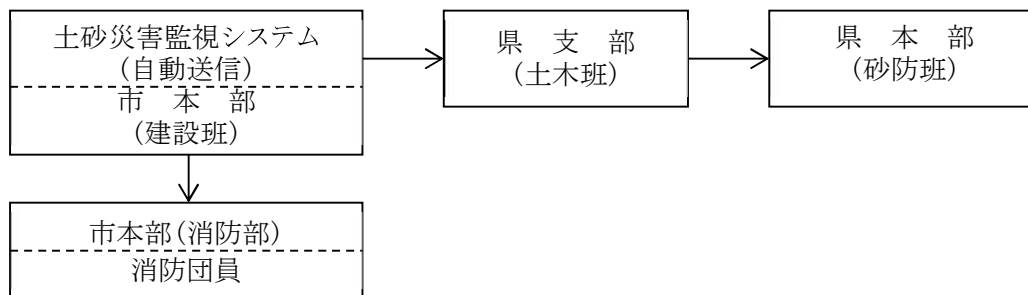 土砂災害監視システム
(自動送信)
市　本　部
(建設班)
県　支　部
(土木班)
県　本　部
(砂防班)
市本部(消防部)
消防団員